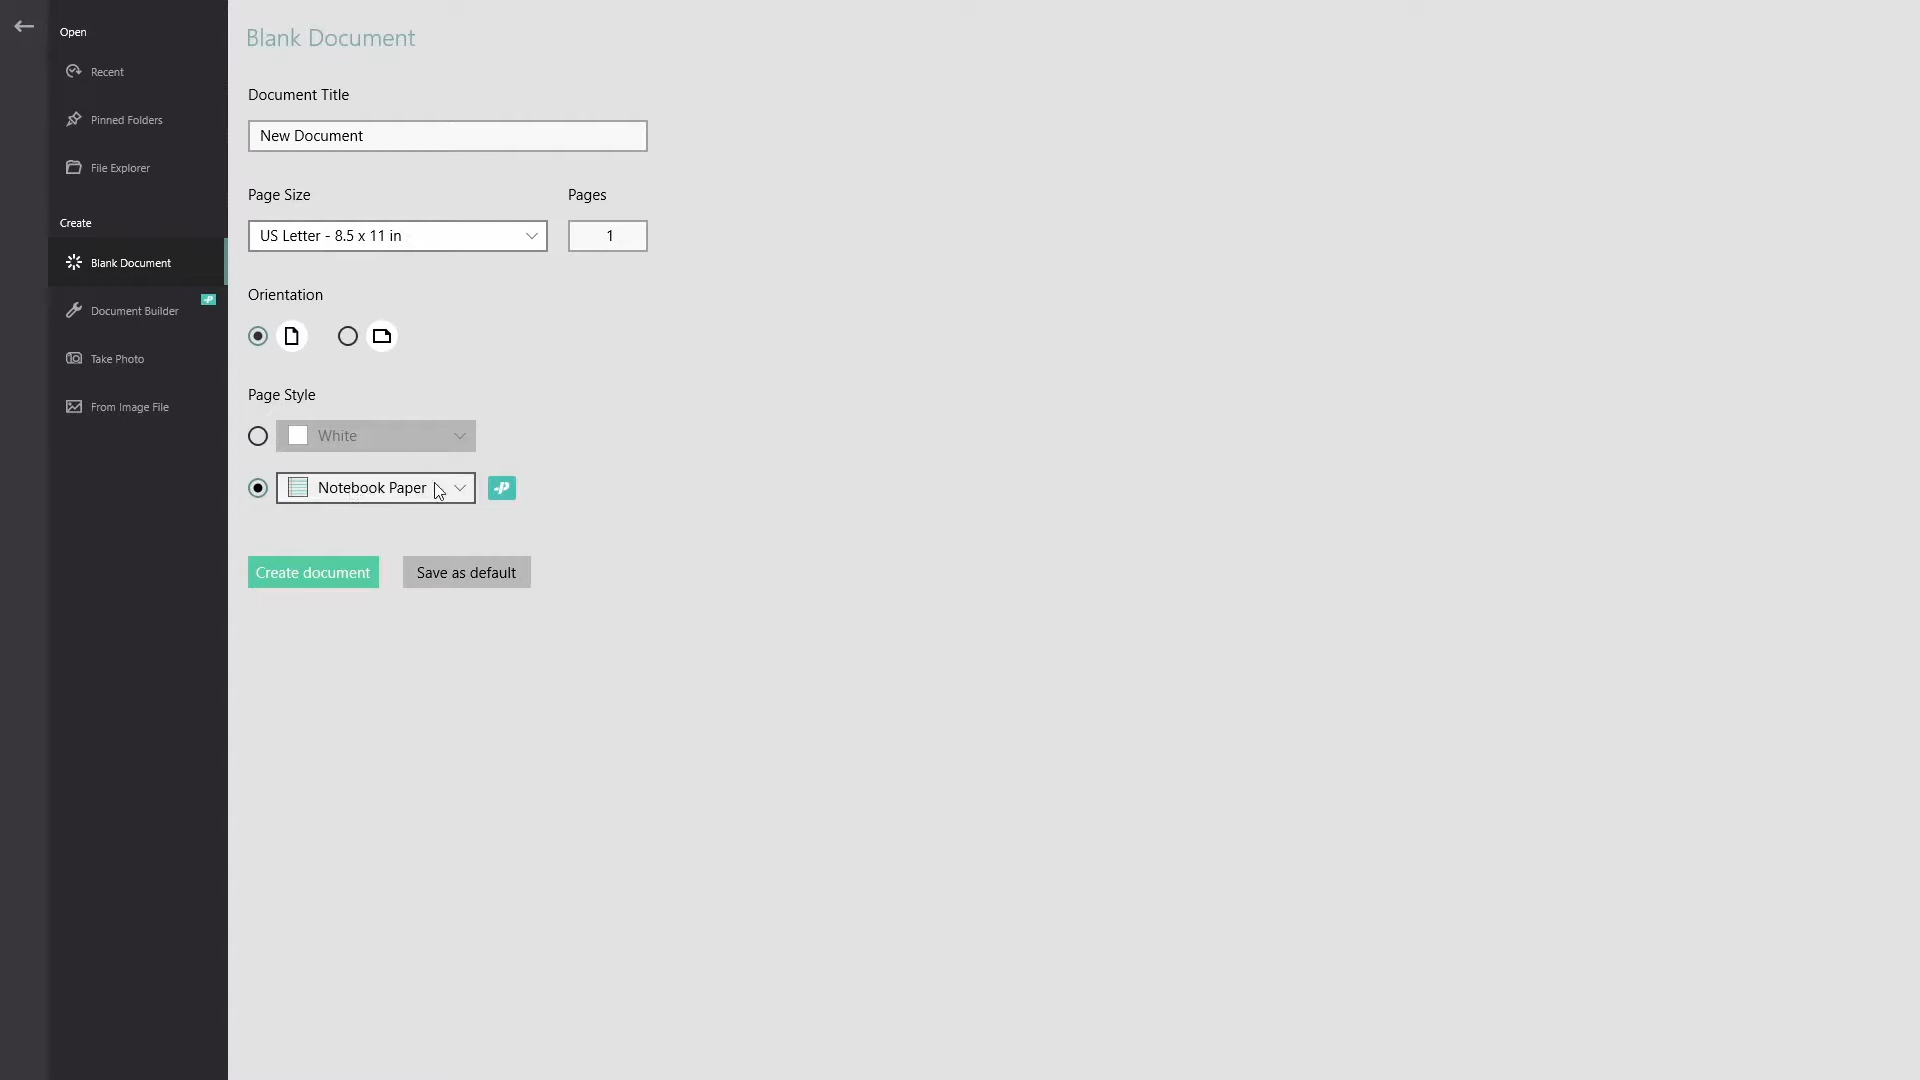 Open
Recent
Pinned Folders
File Explorer
Create
Blank Document
Document Builder
Take Photo
From Image File
Blank Document
Document Title
New Document
Page Size
Pages
US Letter - 8.5 x 11 in
1
Orientation
Page Style
White
Notebook Paper
Create document
Save as default